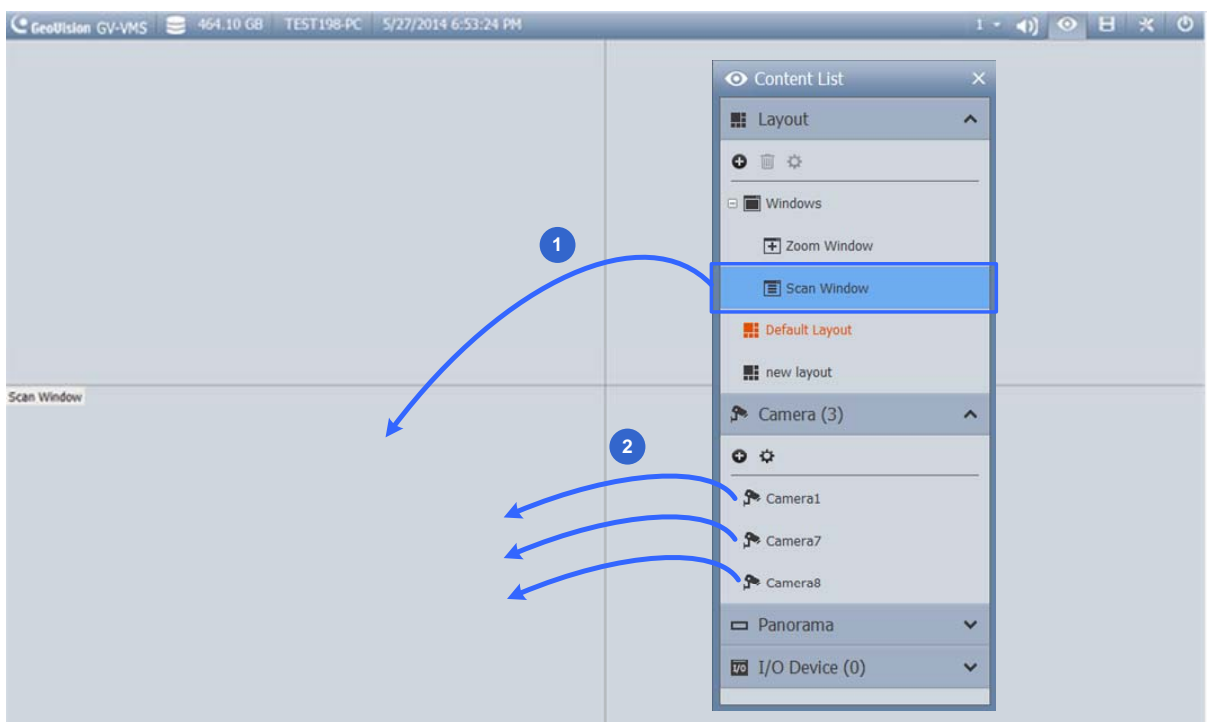 GeoVision GV-VMS 464.10 GB TEST198-PC 5/27/2014 6:53:24 PM 1
Content List
Layout
Windows
1
Zoom Window
Scan Window
Default Layout
new layout
Scan Window
Camera (3)
2
Camera1
Camera7
Camera8
Panorama
I/O I/O Device (0)